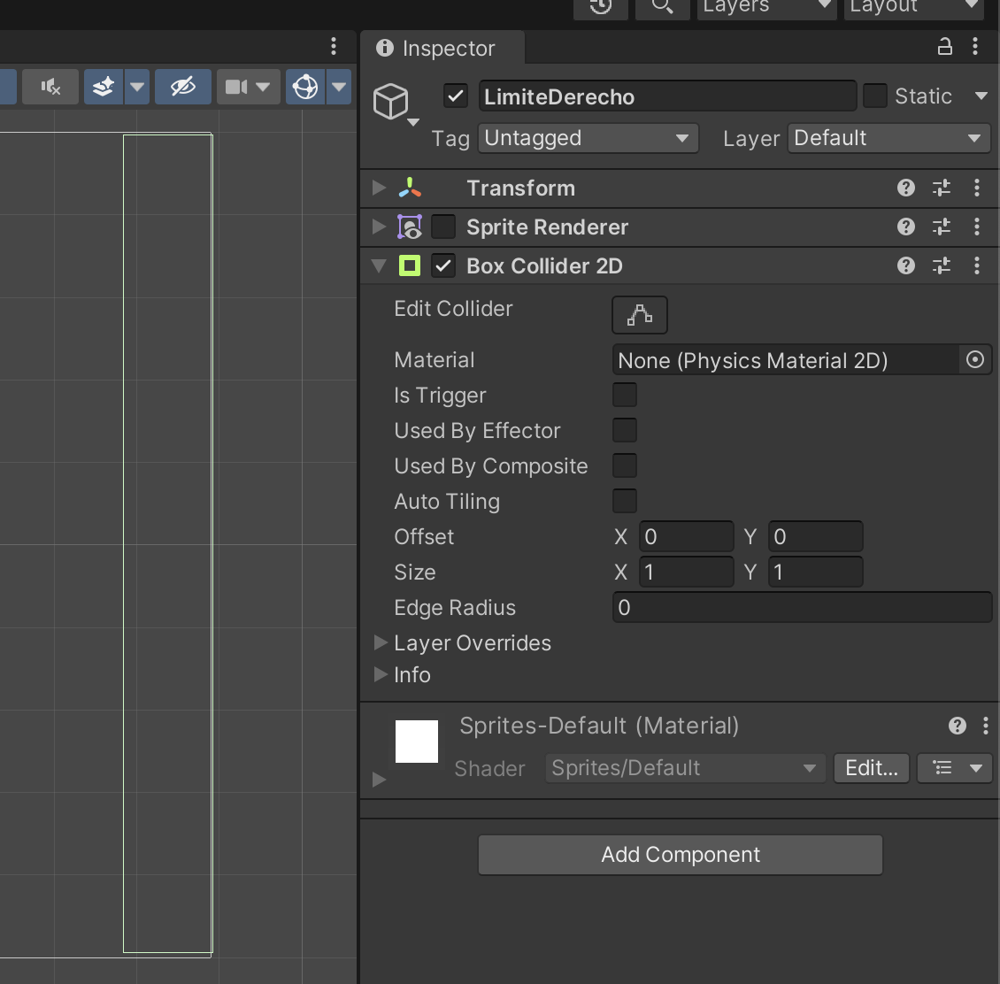 Layers Layout
Inspector
LimiteDerecho Static
Tag Untagged Layer Default
Transform
Sprite Renderer
Box Collider 2D
Edit Collider
Material None (Physics Material 2D)
Is Trigger
Used By Effector
Used By Composite
Auto Tiling
Offset X 0 Y 0
Size X 1 Y 1
Edge Radius 0
Layer Overrides
Info
Sprites-Default (Material)
Shader Sprites/Default Edit...
Add Component